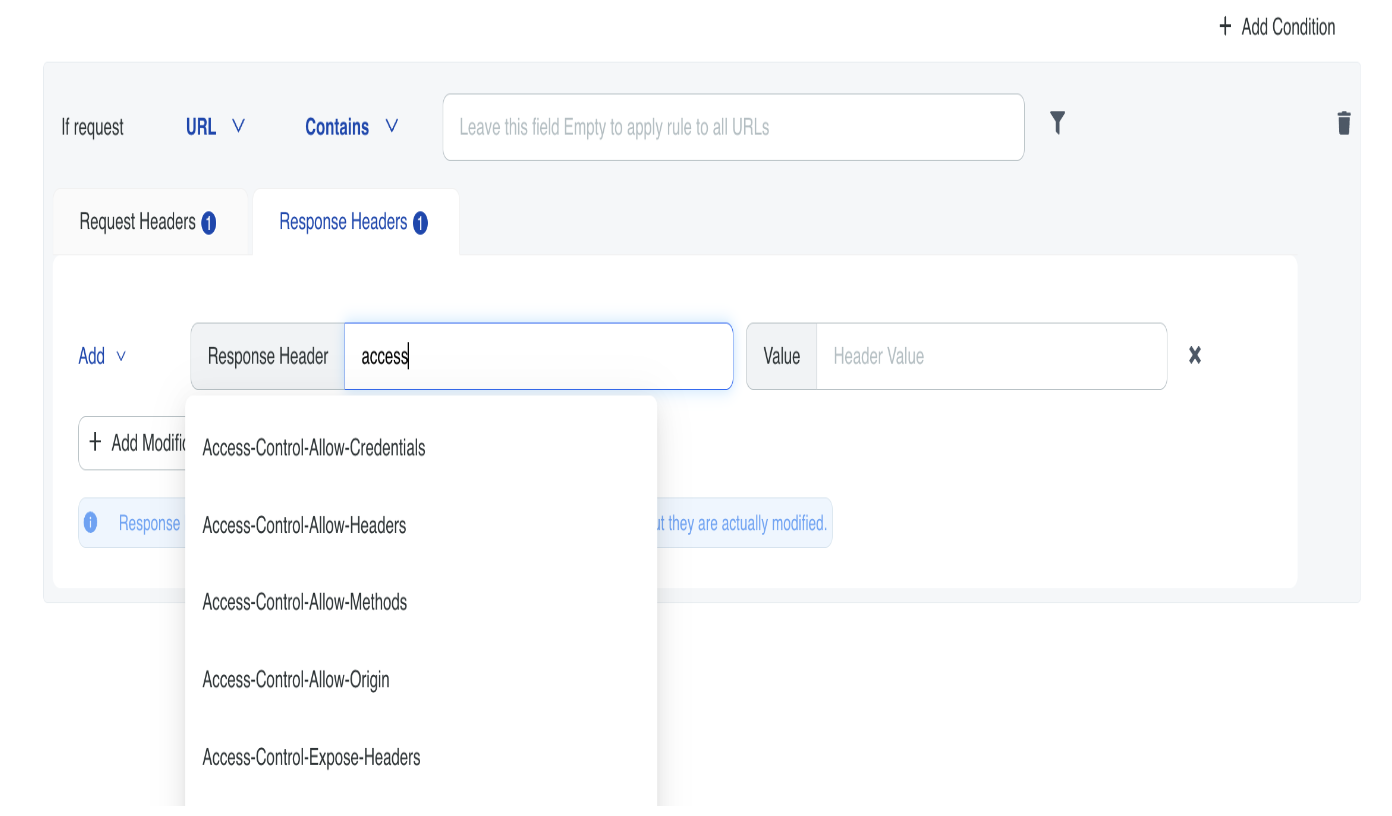 + Add Condition
If request URL Contains Leave this field Empty to apply rule to all URLs
Request Headers 1 Response Headers 1
Add Response Header access Value Header Value
+ Add Modific
Access-Control-Allow-Credentials
Response they are actually modified.
Access-Control-Allow-Headers
Access-Control-Allow-Methods
Access-Control-Allow-Origin
Access-Control-Expose-Headers